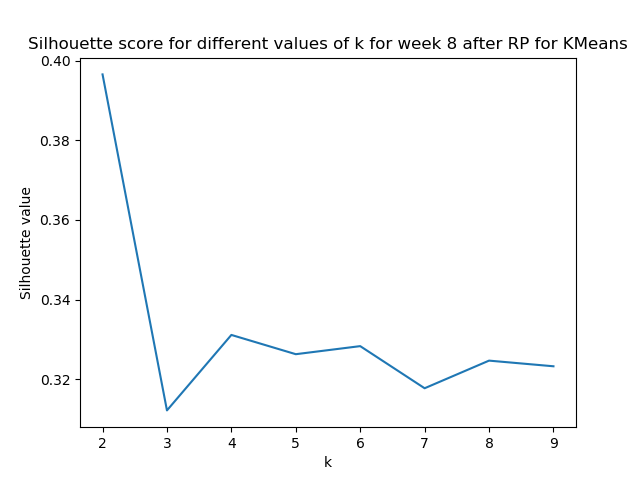 Silhouette score for different values of k for week 8 after RP for KMeans
0.40
0.38
0.36
0.34
0.32
Silhouette value
2 3 4 5 6 7 8 9
k